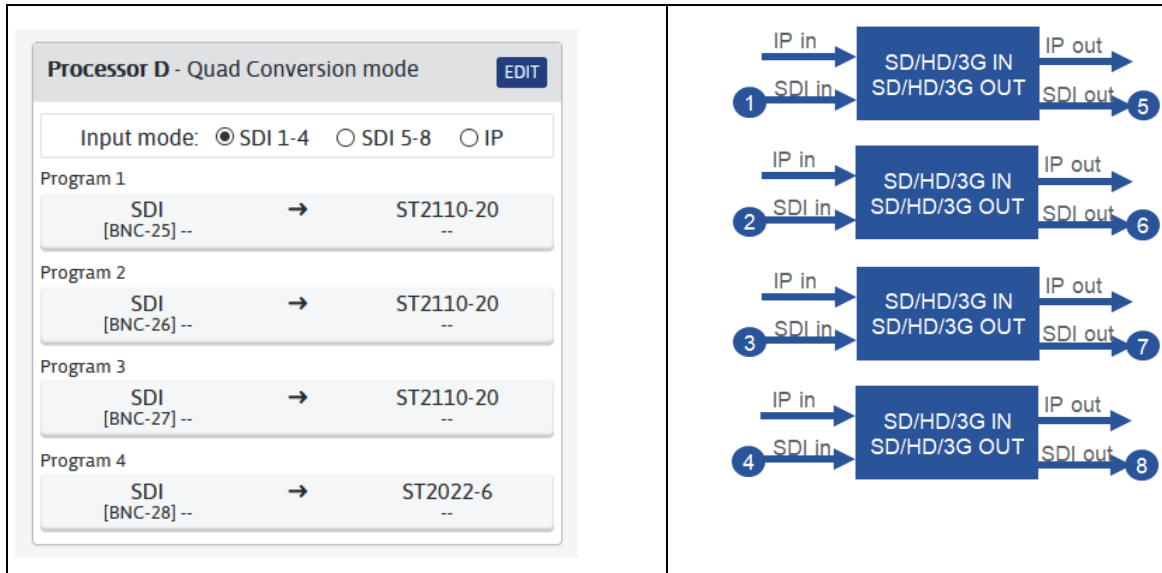 Processor D - Quad Conversion mode
EDIT
Input mode: SDI 1-4 SDI 5-8 IP
Program 1
SDI → ST2110-20
[BNC-25] -- --
Program 2
SDI → ST2110-20
[BNC-26] -- --
Program 3
SDI → ST2110-20
[BNC-27] -- --
Program 4
SDI → ST2022-6
[BNC-28] -- --
IP in
SD/HD/3G IN
IP out
1
SDI in
SD/HD/3G OUT
SDI out
5
IP in
SD/HD/3G IN
IP out
2
SDI in
SD/HD/3G OUT
SDI out
6
IP in
SD/HD/3G IN
IP out
3
SDI in
SD/HD/3G OUT
SDI out
7
IP in
SD/HD/3G IN
IP out
4
SDI in
SD/HD/3G OUT
SDI out
8